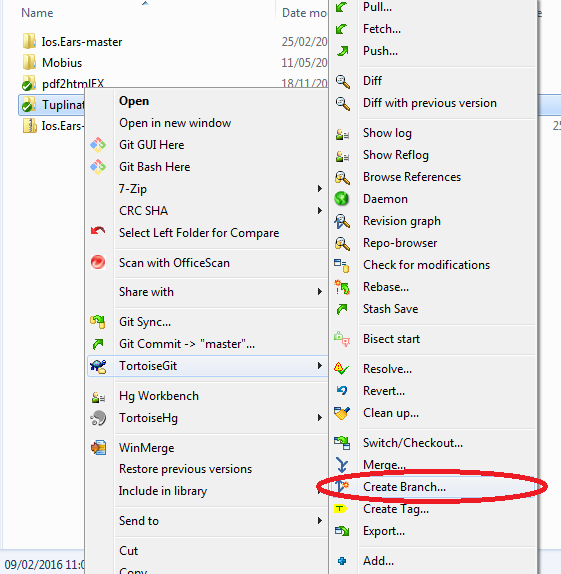 Name
Date mo
e
Ios.Ears-master
25/02/20
Mobius
11/05/20
pdf2htmlEX
18/11/20
Tuplinat
Ios.Ears-
25
Open
Open in new window
Git GUI Here
Git Bash Here
7-Zip
CRC SHA
Select Left Folder for Compare
Scan with OfficeScan
Share with
Git Sync...
Git Commit -> "master"...
TortoiseGit
Hg Workbench
TortoiseHg
WinMerge
Restore previous versions
Include in library
Send to
Cut
Copy
Pull...
Fetch...
Push...
Diff
Diff with previous version
Show log
Show Reflog
Browse References
Daemon
Revision graph
Repo-browser
Check for modifications
Rebase...
Stash Save
Bisect start
Resolve...
Revert...
Clean up...
Switch/Checkout...
Merge...
Create Branch...
Create Tag...
Export...
Add...
09/02/2016 11:0